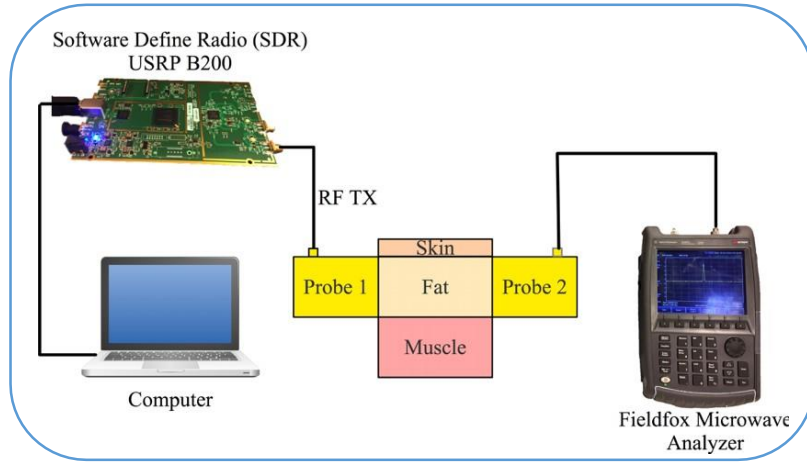 Software Define Radio (SDR)
USRP B200
RF TX
Skin
Probe 1
Fat
Probe 2
Muscle
Computer
Fieldfox Microwave
Analyzer